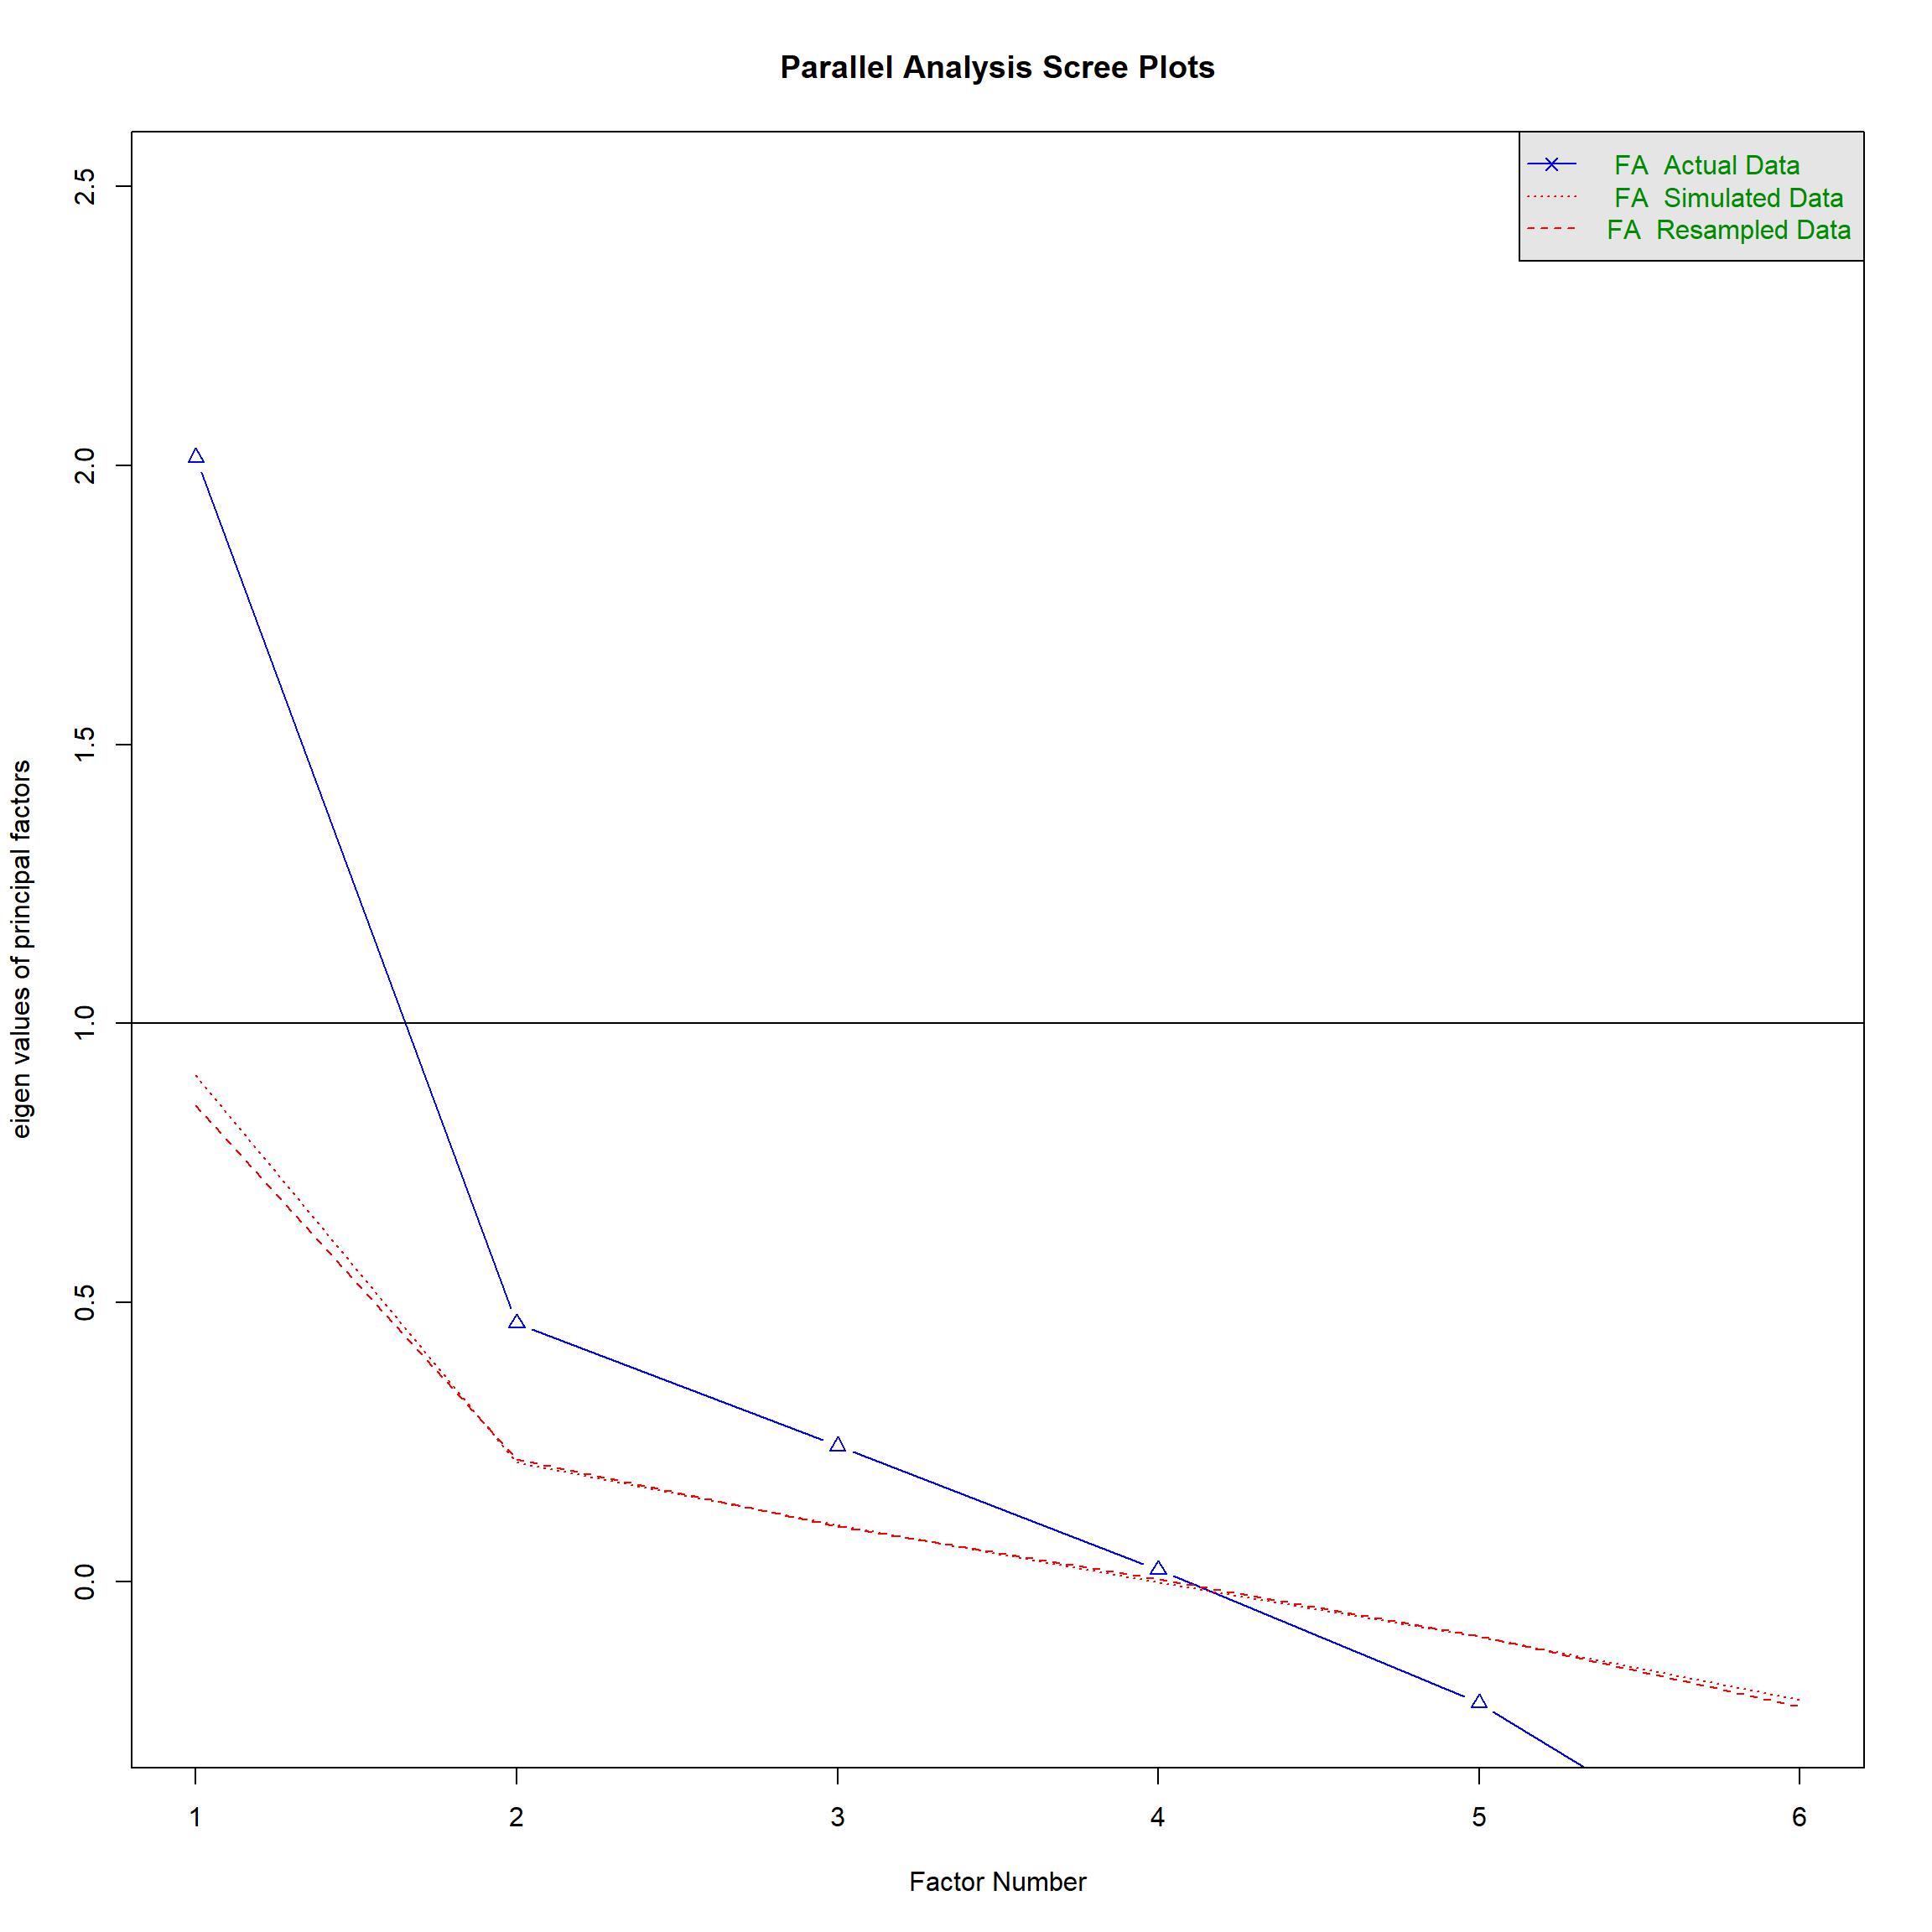 Parallel Analysis Scree Plots
FA Actual Data
FA Simulated Data
FA Resampled Data
eigen values of principal factors
2.5
2.0
1.5
1.0
0.5
0.0
1 2 3 4 5 6
Factor Number